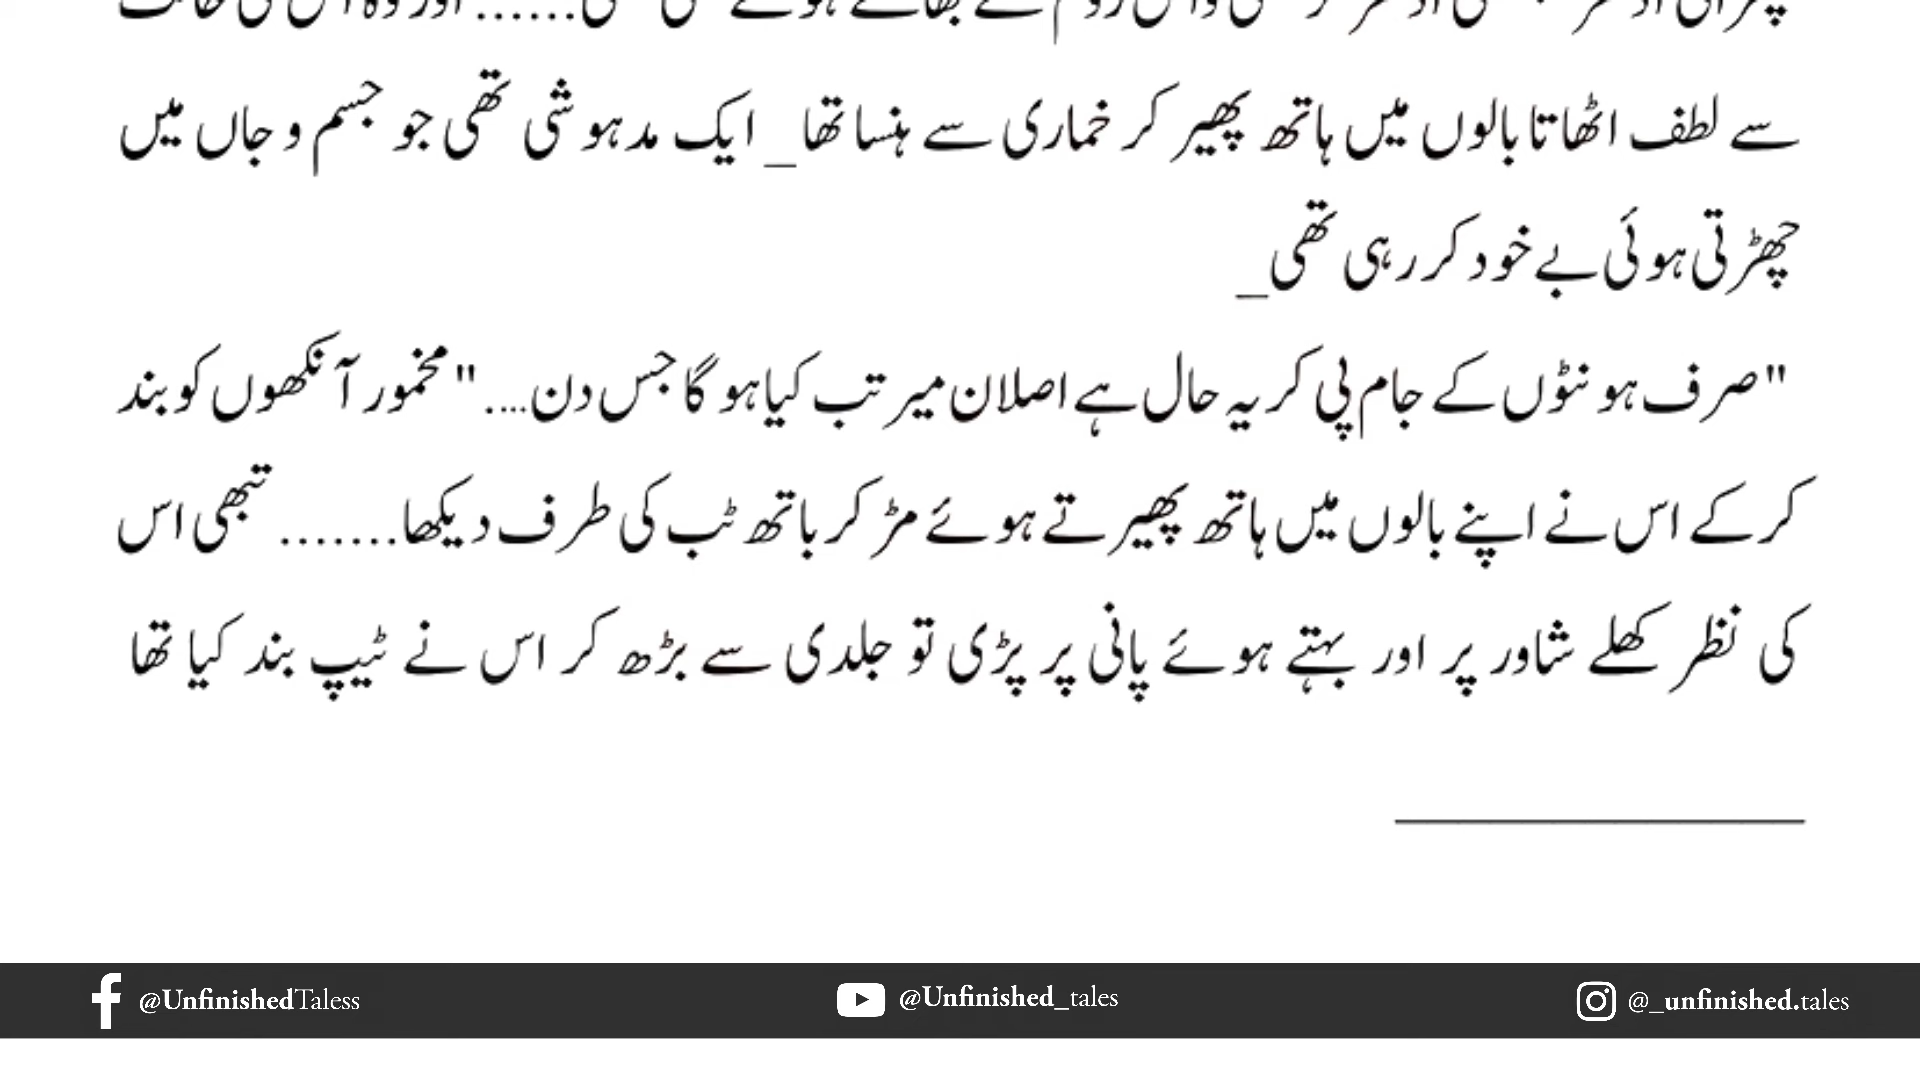 سے لطف اٹھاتا بالوں میں ہاتھ پھیر کر خماری سے ہنسا تھا_ ایک مدہوشی تھی جو جسم و جاں میں
چھڑتی ہوئی بے خود کر رہی تھی_
"صرف ہونٹوں کے جام پی کر یہ حال ہے اصلان میر تب کیا ہو گا جس دن...." مخمور آنکھوں کو بند
کر کے اس نے اپنے بالوں میں ہاتھ پھیرتے ہوئے مڑ کر باتھ ٹب کی طرف دیکھا....... تبھی اس
کی نظر کھلے شاور پر اور بہتے ہوئے پانی پر پڑی تو جلدی سے بڑھ کر اس نے ٹیپ بند کیا تھا
@UnfinishedTaless @Unfinished_tales @_unfinished.tales